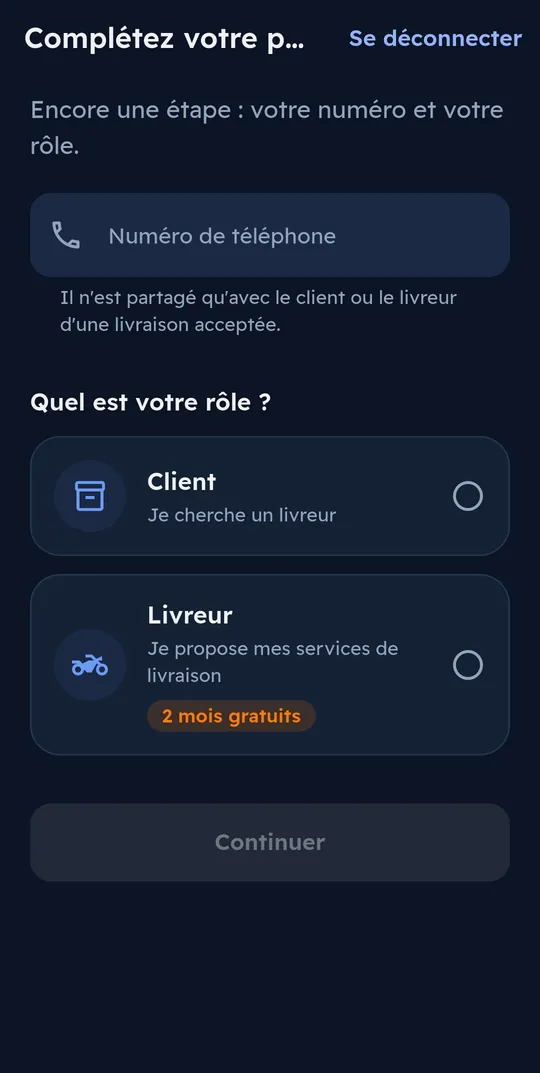 Complétez votre p...
Se déconnecter
Encore une étape : votre numéro et votre
rôle.
Numéro de téléphone
Il n'est partagé qu'avec le client ou le livreur
d'une livraison acceptée.
Quel est votre rôle ?
Client
Je cherche un livreur
Livreur
Je propose mes services de
livraison
2 mois gratuits
Continuer